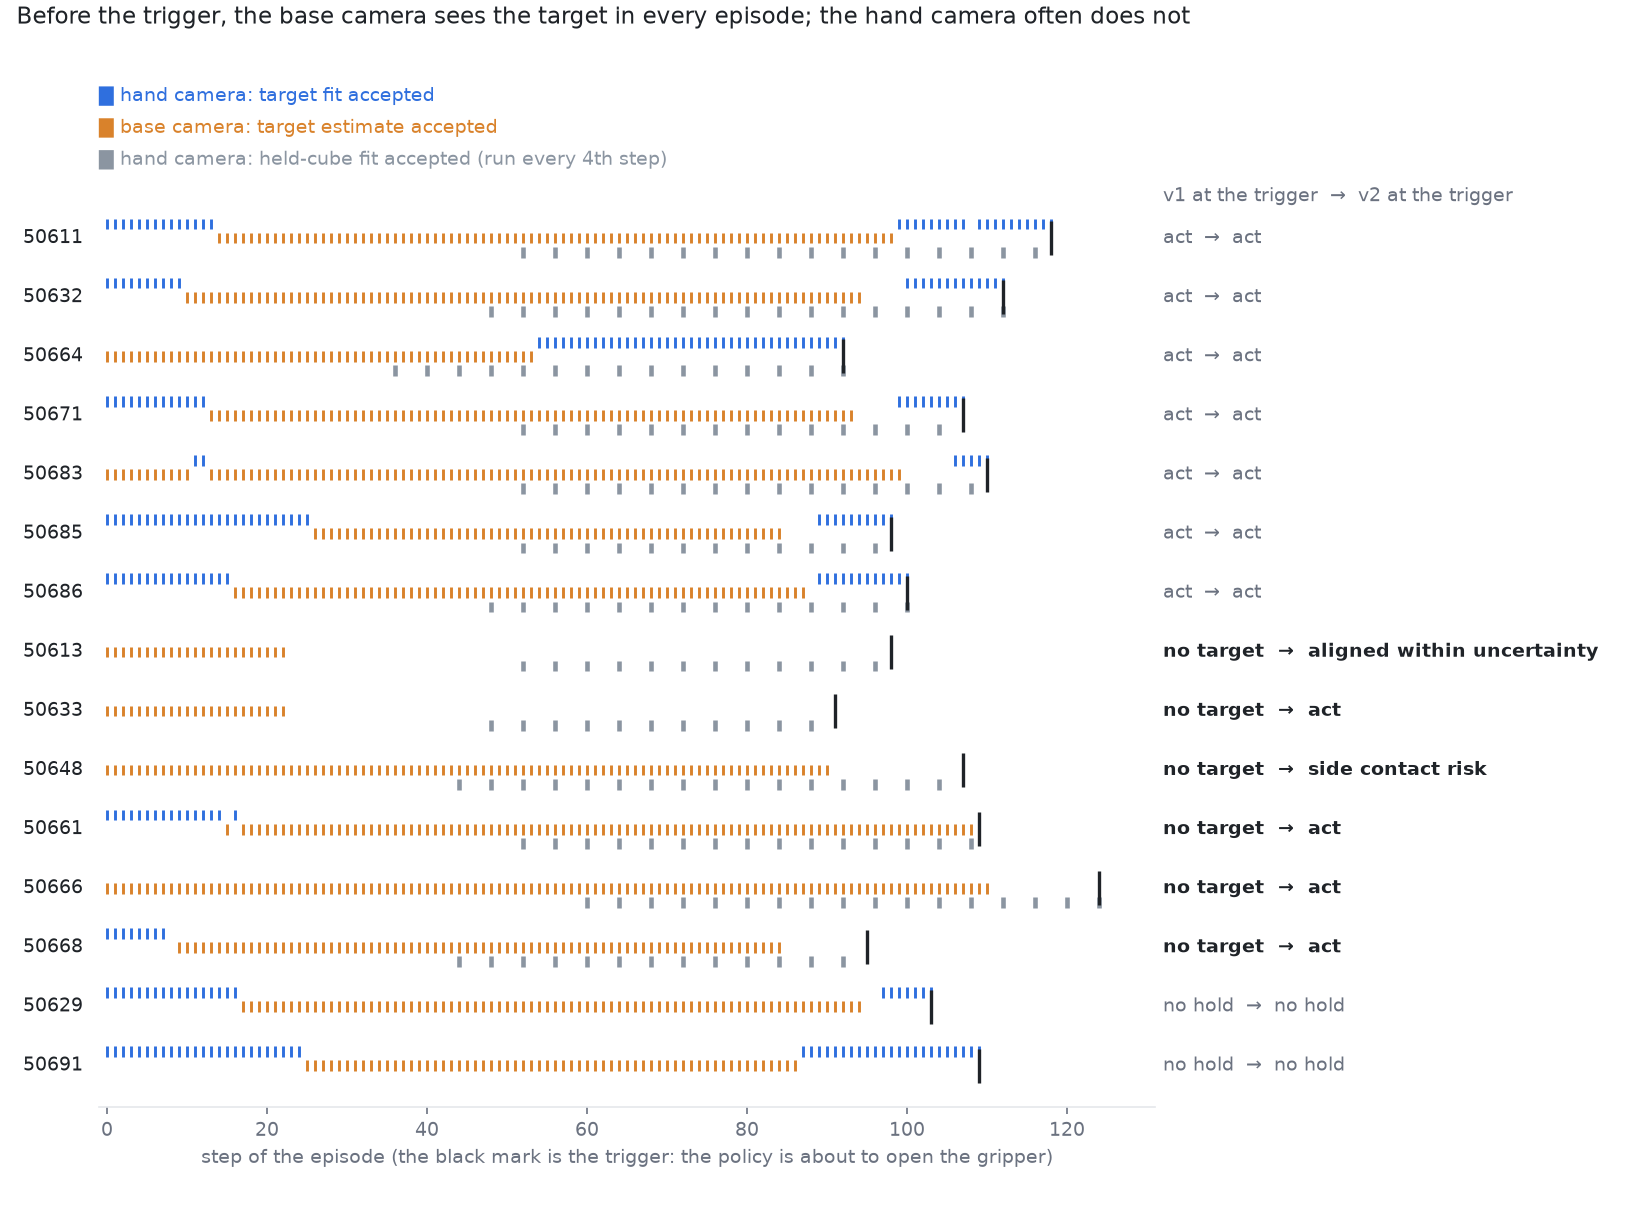 Before the trigger, the base camera sees the target in every episode; the hand camera often does not
hand camera: target fit accepted
base camera: target estimate accepted
hand camera: held-cube fit accepted (run every 4th step)
v1 at the trigger → v2 at the trigger
50611 act → act
50632 act → act
50664 act → act
50671 act → act
50683 act → act
50685 act → act
50686 act → act
50613 no target → aligned within uncertainty
50633 no target → act
50648 no target → side contact risk
50661 no target → act
50666 no target → act
50668 no target → act
50629 no hold → no hold
50691 no hold → no hold
0 20 40 60 80 100 120
step of the episode (the black mark is the trigger: the policy is about to open the gripper)